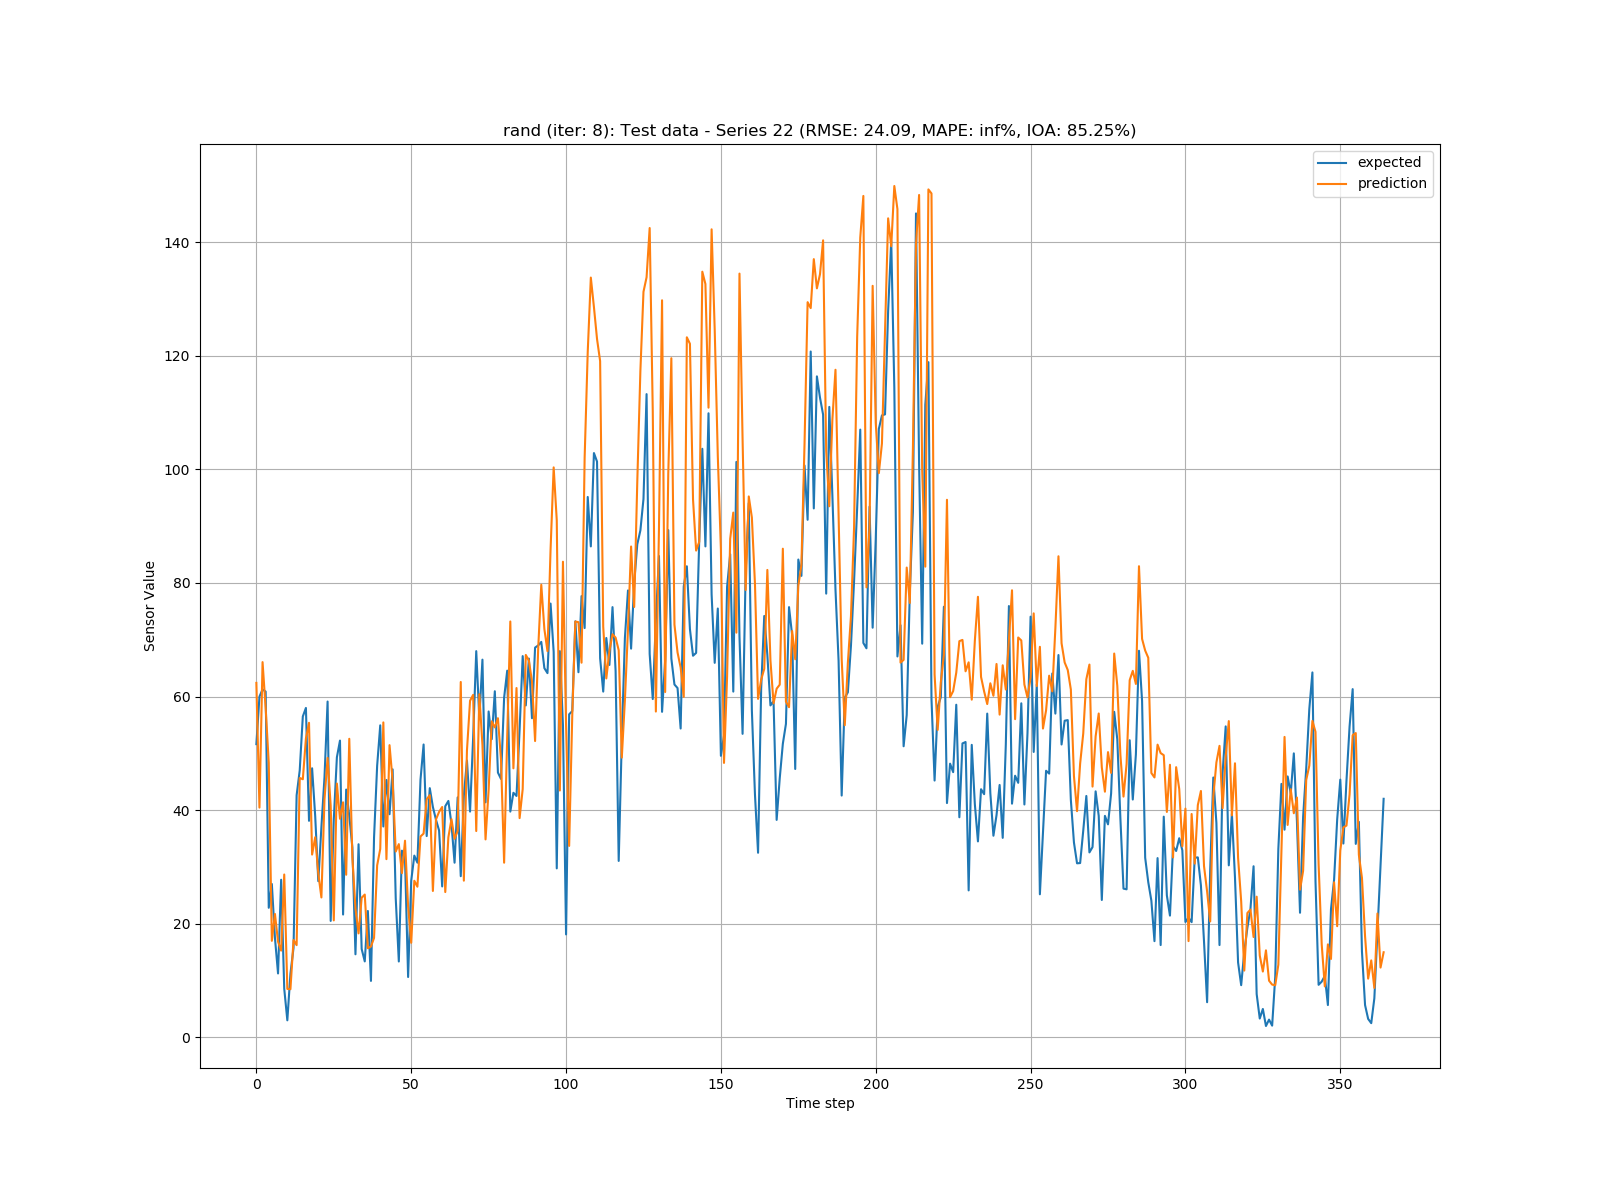 rand (iter: 8): Test data - Series 22 (RMSE: 24.09, MAPE: inf%, IOA: 85.25%)
expected
prediction
140
120
100
80
60
40
20
0
Sensor Value
0 50 100 150 200 250 300 350
Time step